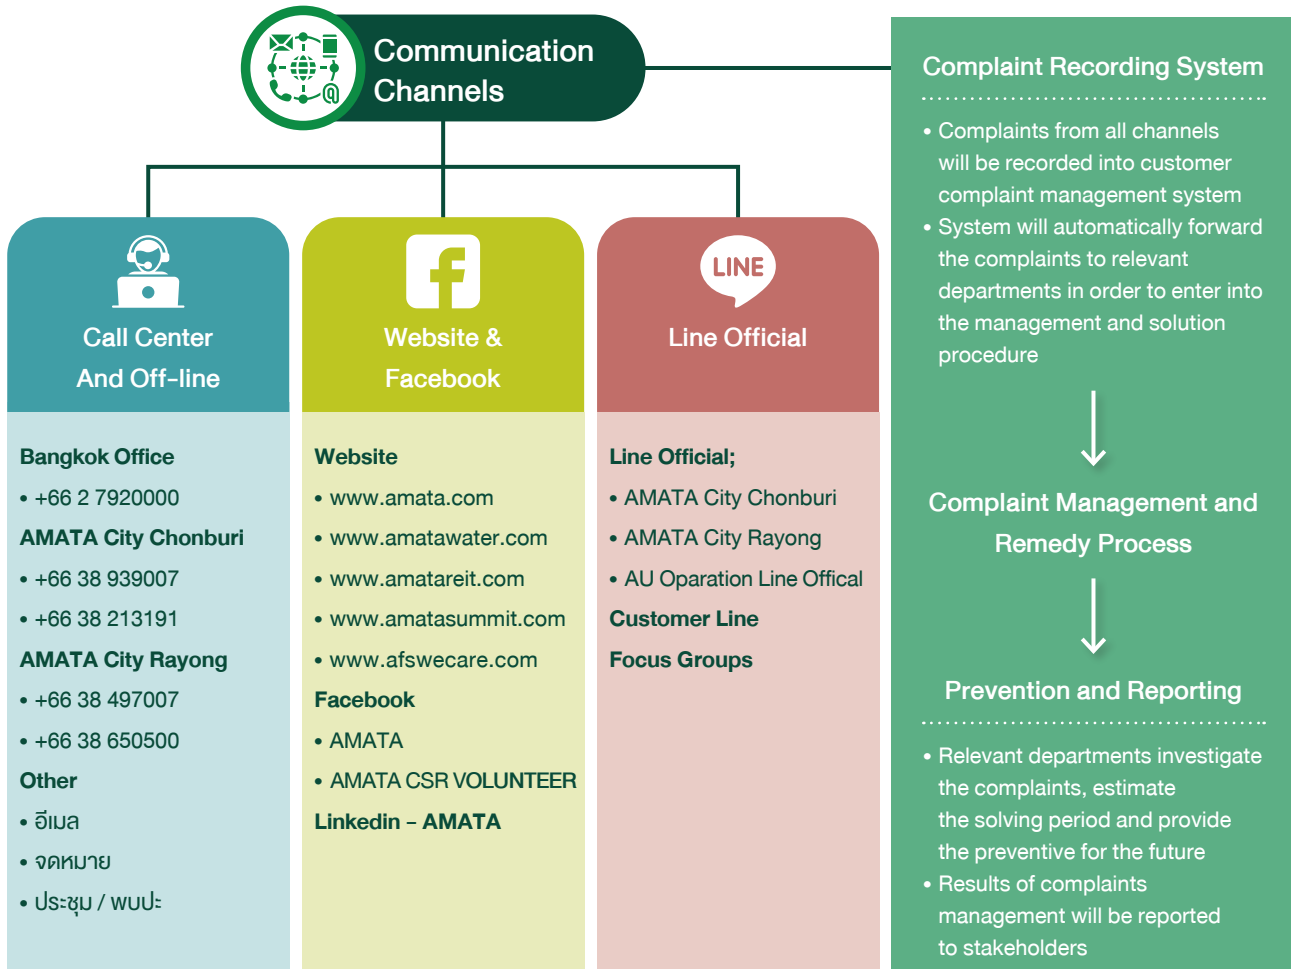 Communication
Channels
Call Center
And Off-line
Bangkok Office
• +66 2 7920000
AMATA City Chonburi
• +66 38 939007
• +66 38 213191
AMATA City Rayong
• +66 38 497007
• +66 38 650500
Other
• อีเมล
• จดหมาย
• ประชุม / พบปะ
Website &
Facebook
Website
• www.amata.com
• www.amatawater.com
• www.amatareit.com
• www.amatasummit.com
• www.afswecare.com
Facebook
• AMATA
• AMATA CSR VOLUNTEER
Linkedin - AMATA
LINE
Line Official
Line Official;
• AMATA City Chonburi
• AMATA City Rayong
• AU Oparation Line Offical
Customer Line
Focus Groups
Complaint Recording System
• Complaints from all channels
will be recorded into customer
complaint management system
• System will automatically forward
the complaints to relevant
departments in order to enter into
the management and solution
procedure
Complaint Management and
Remedy Process
Prevention and Reporting
• Relevant departments investigate
the complaints, estimate
the solving period and provide
the preventive for the future
• Results of complaints
management will be reported
to stakeholders